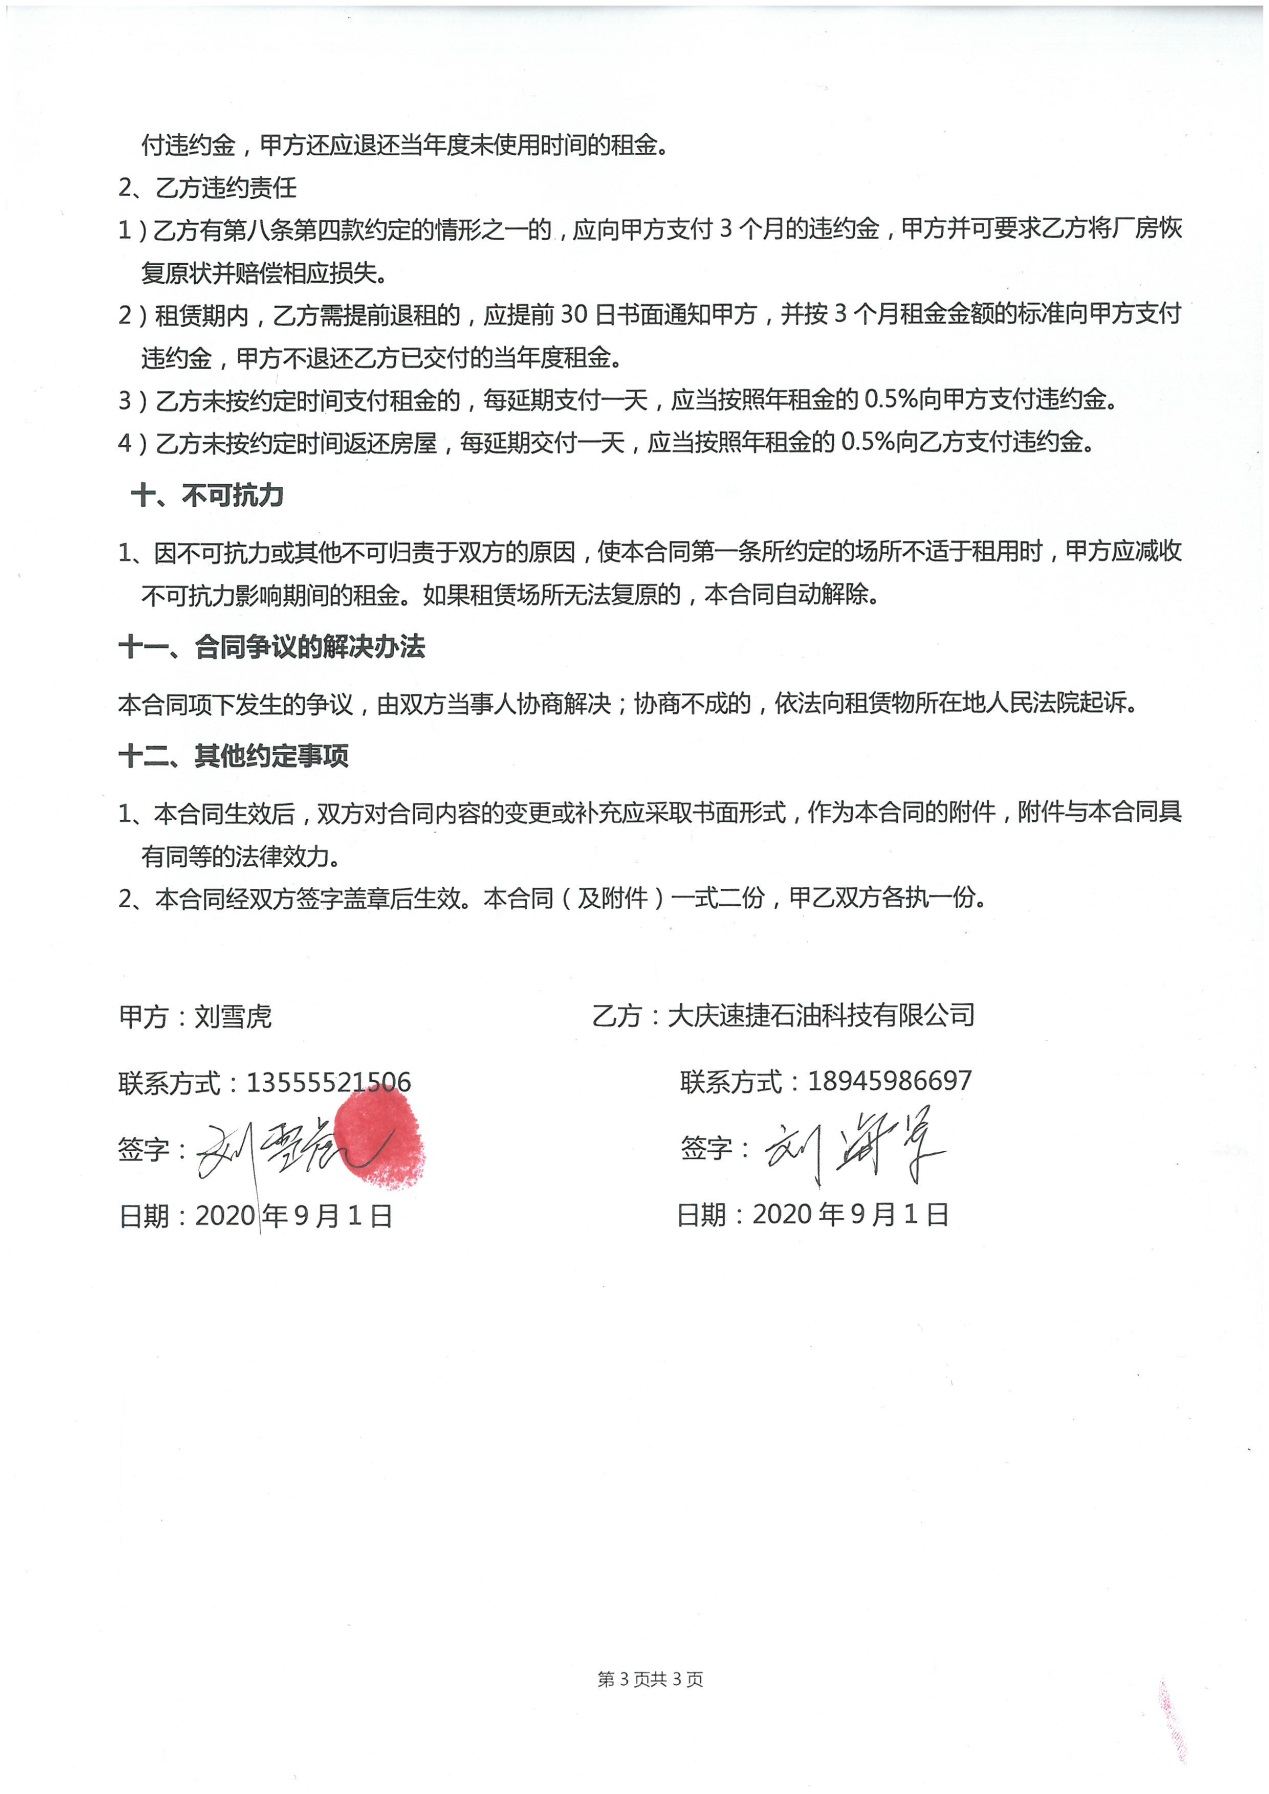 付违约金，甲方还应退还当年度未使用时间的租金。
2、乙方违约责任
1）乙方有第八条第四款约定的情形之一的，应向甲方支付 3 个月的违约金，甲方并可要求乙方将厂房恢
复原状并赔偿相应损失。
2）租赁期内，乙方需提前退租的，应提前 30 日书面通知甲方，并按 3 个月租金金额的标准向甲方支付
违约金，甲方不退还乙方已交付的当年度租金。
3）乙方未按约定时间支付租金的，每延期支付一天，应当按照年租金的 0.5%向甲方支付违约金。
4）乙方未按约定时间返还房屋，每延期交付一天，应当按照年租金的 0.5%向乙方支付违约金。
十、不可抗力
1、因不可抗力或其他不可归责于双方的原因，使本合同第一条所约定的场所不适于租用时，甲方应减收
不可抗力影响期间的租金。如果租赁场所无法复原的，本合同自动解除。
十一、合同争议的解决办法
本合同项下发生的争议，由双方当事人协商解决；协商不成的，依法向租赁物所在地人民法院起诉。
十二、其他约定事项
1、本合同生效后，双方对合同内容的变更或补充应采取书面形式，作为本合同的附件，附件与本合同具
有同等的法律效力。
2、本合同经双方签字盖章后生效。本合同（及附件）一式二份，甲乙双方各执一份。
甲方：刘雪虎 乙方：大庆速捷石油科技有限公司
联系方式：13555521506 联系方式：18945986697
签字：刘雪虎 签字：刘海军
日期：2020 年 9 月 1 日 日期：2020 年 9 月 1 日
第 3 页共 3 页